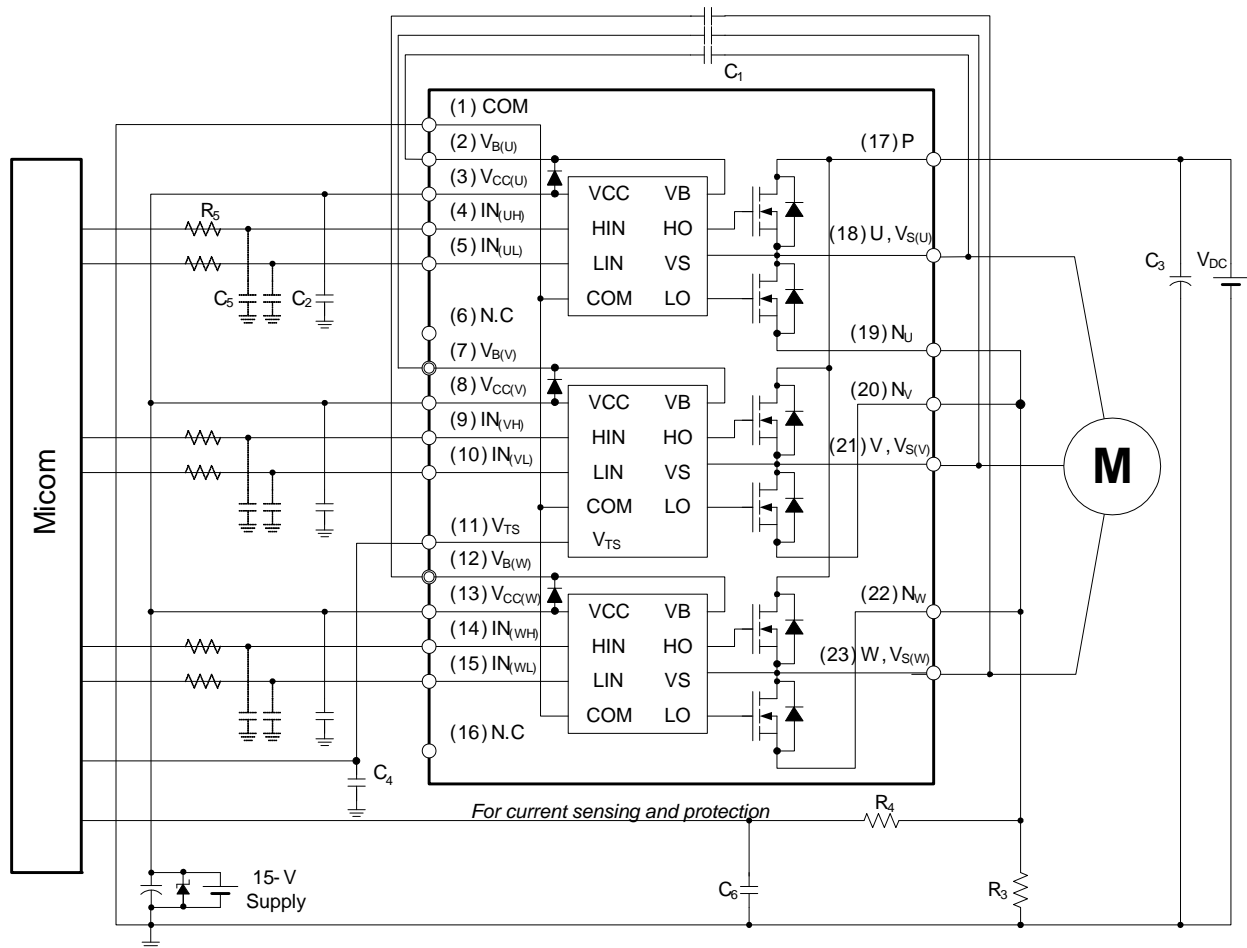 C1
(1) COM
(2) VB(U)
(3) VCC(U)
(4) IN(UH)
(5) IN(UL)
(6) N.C
(7) VB(V)
(8) VCC(V)
(9) IN(VH)
(10) IN(VL)
(11) VTS
(12) VB(W)
(13) VCC(W)
(14) IN(WH)
(15) IN(WL)
(16) N.C
Micom
R5
C5
C2
C4
VCC VB
HIN HO
LIN VS
COM LO
VCC VB
HIN HO
LIN VS
COM LO
VTS
VCC VB
HIN HO
LIN VS
COM LO
(17) P
(18) U, VS(U)
(19) NU
(20) NV
(21) V, VS(V)
(22) NW
(23) W, VS(W)
C3
VDC
M
For current sensing and protection
R4
15-V
Supply
C6
R3